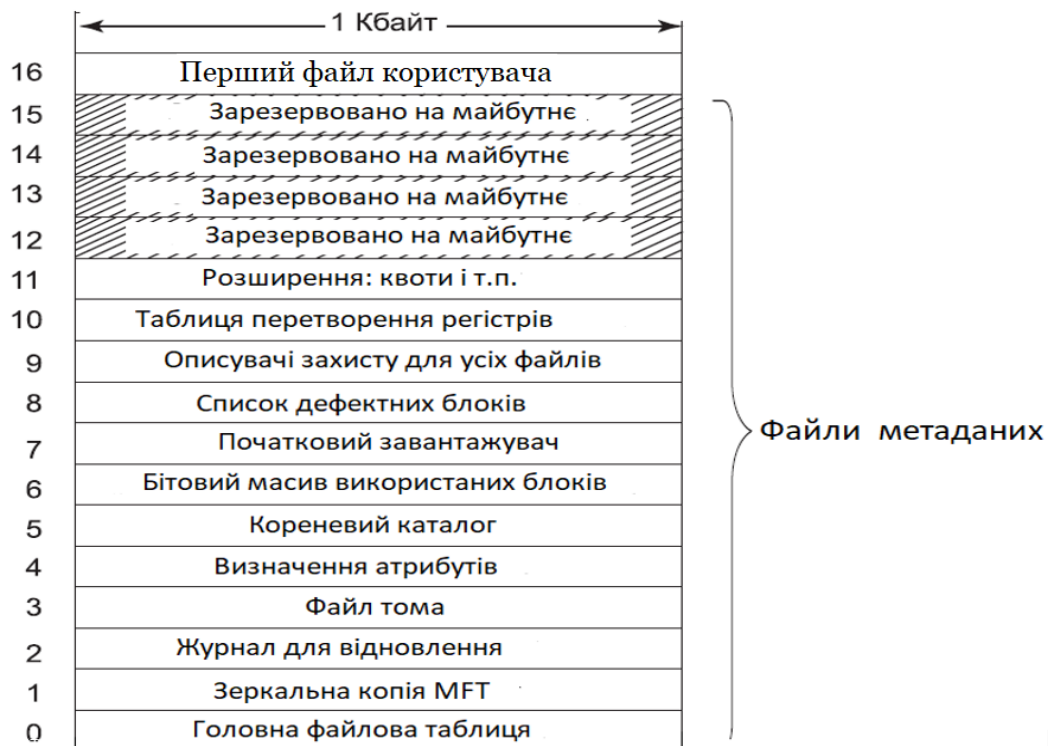 1 Кбайт
16 Перший файл користувача
15 Зарезервовано на майбутнє
14 Зарезервовано на майбутнє
13 Зарезервовано на майбутнє
12 Зарезервовано на майбутнє
11 Розширення: квоти і т.п.
10 Таблиця перетворення регістрів
9 Описувачі захисту для усіх файлів
8 Список дефектних блоків
7 Початковий завантажувач
6 Бітовий масив використаних блоків
5 Кореневий каталог
4 Визначення атрибутів
3 Файл тома
2 Журнал для відновлення
1 Зеркальна копія MFT
0 Головна файлова таблиця
Файли метаданих